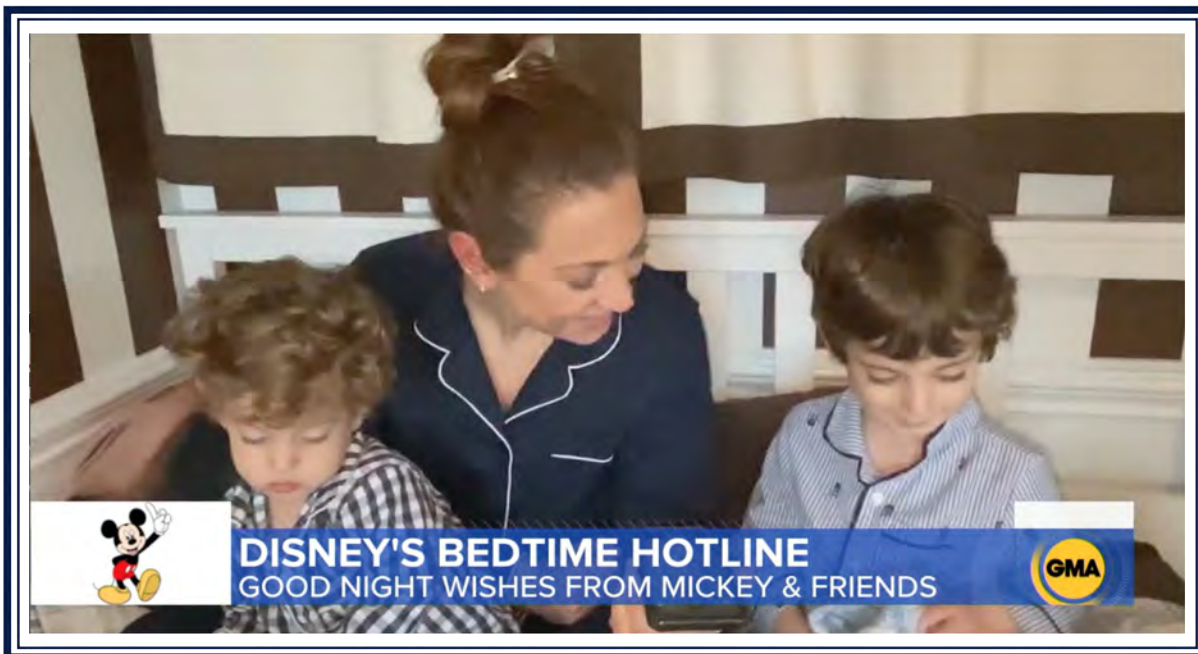 DISNEY'S BEDTIME HOTLINE
GOOD NIGHT WISHES FROM MICKEY & FRIENDS
GMA